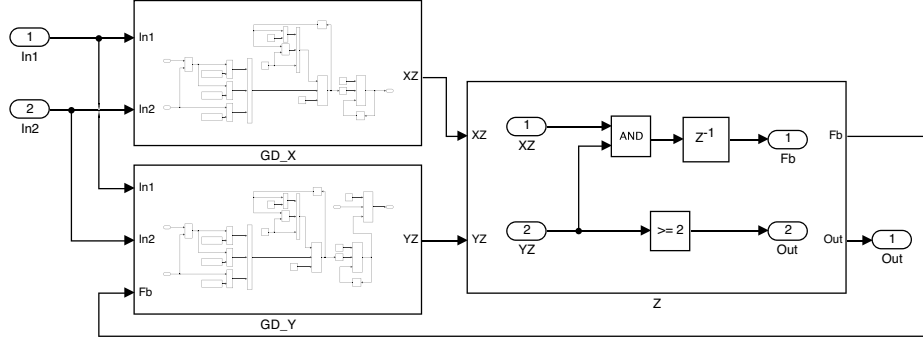 1
In1
2
In2
In1
In2
XZ
GD_X
In1
In2
Fb
YZ
GD_Y
XZ
YZ
1
XZ
AND
Z-1
1
Fb
2
YZ
>= 2
2
Out
Fb
Out
Z
1
Out